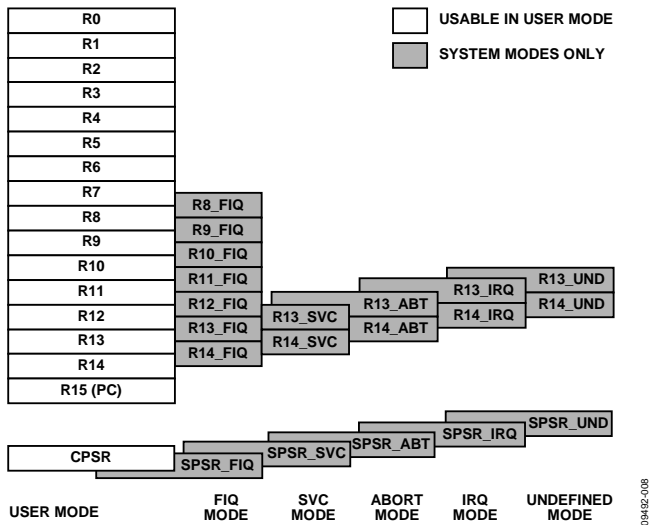 R0
R1
R2
R3
R4
R5
R6
R7
R8
R9
R10
R11
R12
R13
R14
R15 (PC)
CPSR
USABLE IN USER MODE
SYSTEM MODES ONLY
R8_FIQ
R9_FIQ
R10_FIQ
R11_FIQ
R12_FIQ
R13_FIQ
R14_FIQ
SPSR_FIQ
R13_SVC
R14_SVC
SPSR_SVC
R13_ABT
R14_ABT
SPSR_ABT
R13_IRQ
R14_IRQ
SPSR_IRQ
R13_UND
R14_UND
SPSR_UND
USER MODE
FIQ
MODE
SVC
MODE
ABORT
MODE
IRQ
MODE
UNDEFINED
MODE
09492-008